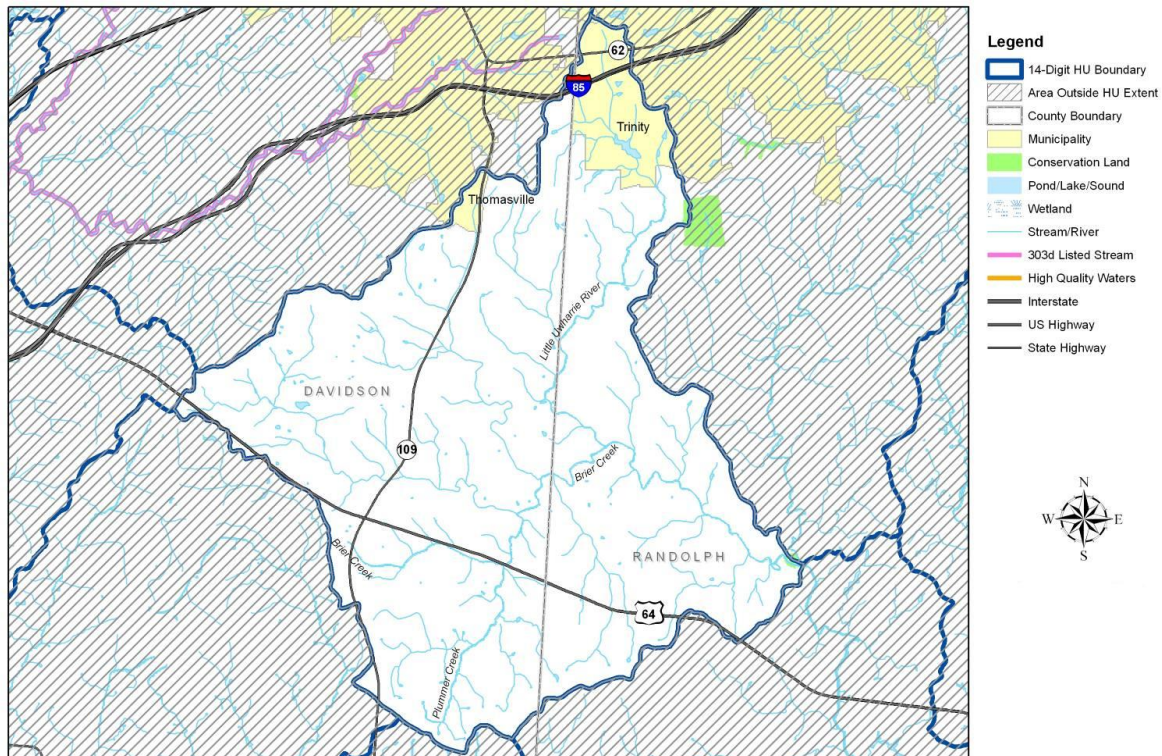 62
85
Trinity
Thomasville
Little Uwharrie River
DAVIDSON
109
Brier Creek
Brier Creek
RANDOLPH
64
Plummer Creek
Legend
14-Digit HU Boundary
Area Outside HU Extent
County Boundary
Municipality
Conservation Land
Pond/Lake/Sound
Wetland
Stream/River
303d Listed Stream
High Quality Waters
Interstate
US Highway
State Highway
N
W E
S